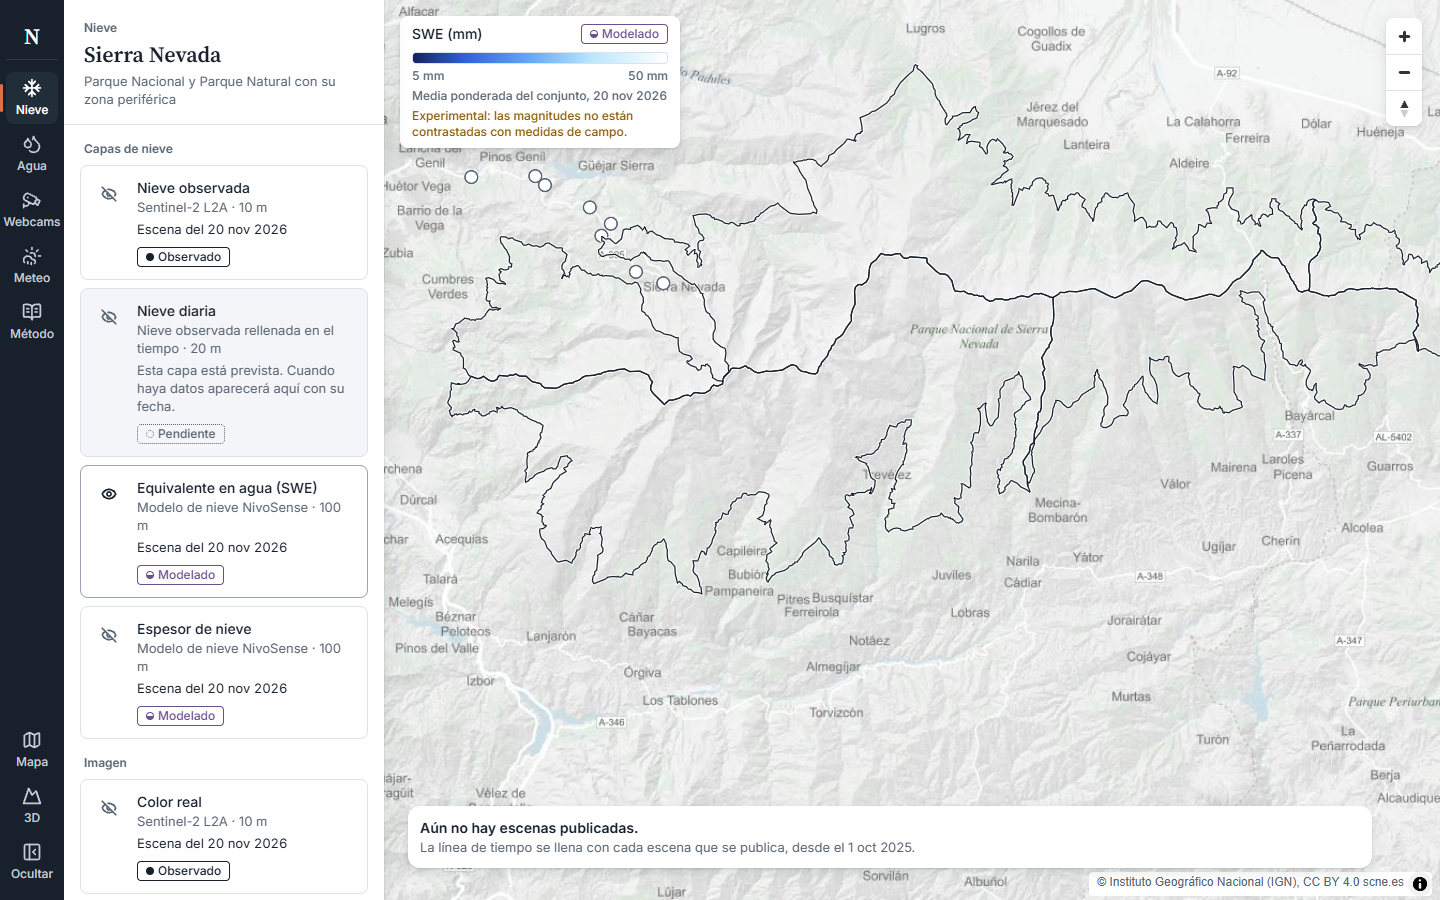 N
Nieve
Agua
Webcams
Meteo
Método
Mapa
3D
Ocultar
Nieve
Sierra Nevada
Parque Nacional y Parque Natural con su
zona periférica
Capas de nieve
Nieve observada
Sentinel-2 L2A · 10 m
Escena del 20 nov 2026
Observado
Nieve diaria
Nieve observada rellenada en el
tiempo · 20 m
Esta capa está prevista. Cuando
haya datos aparecerá aquí con su
fecha.
Pendiente
Equivalente en agua (SWE)
Modelo de nieve NivoSense · 100
m
Escena del 20 nov 2026
Modelado
Espesor de nieve
Modelo de nieve NivoSense · 100
m
Escena del 20 nov 2026
Modelado
Imagen
Color real
Sentinel-2 L2A · 10 m
Escena del 20 nov 2026
Observado
SWE (mm)
Modelado
5 mm
50 mm
Media ponderada del conjunto, 20 nov 2026
Experimental: las magnitudes no están
contrastadas con medidas de campo.
Alfacar
Lugros
Cogollos de
Guadix
A-92
Jérez del
Marquesado
La Calahorra
Dólar
Huéneja
Ferreira
Lanteira
Aldeire
Genil
Pinos Genil
Güéjar Sierra
Huétor Vega
Barrio de la
Vega
Zubia
Cumbres
Verdes
Sierra Nevada
Parque Nacional de Sierra
Nevada
Bayárcal
A-337
AL-5402
Laroles
Picena
Mairena
Guarros
Válor
Trevélez
Dúrcal
Mecina-
Bombarón
Alcolea
Cherín
Ugíjar
Acequias
Capileira
Bubión
Pampaneira
Narila
Yátor
Juviles
Cádiar
A-348
Talará
Melegís
Pitres
Busquístar
Ferreirola
Lobras
Béznar
Peloteos
Pinos del Valle
Cáñar
Bayacas
Lanjarón
Jorairátar
A-347
Notáez
Almegíjar
Cojáyar
Órgiva
Izbor
Los Tablones
Murtas
Torvizcón
A-346
Turón
La
Peñarrodada
Berja
Alcaudique
Vélez de
Aún no hay escenas publicadas.
La línea de tiempo se llena con cada escena que se publica, desde el 1 oct 2025.
Sorvilán
Albuñol
Lújar
© Instituto Geográfico Nacional (IGN), CC BY 4.0 scne.es